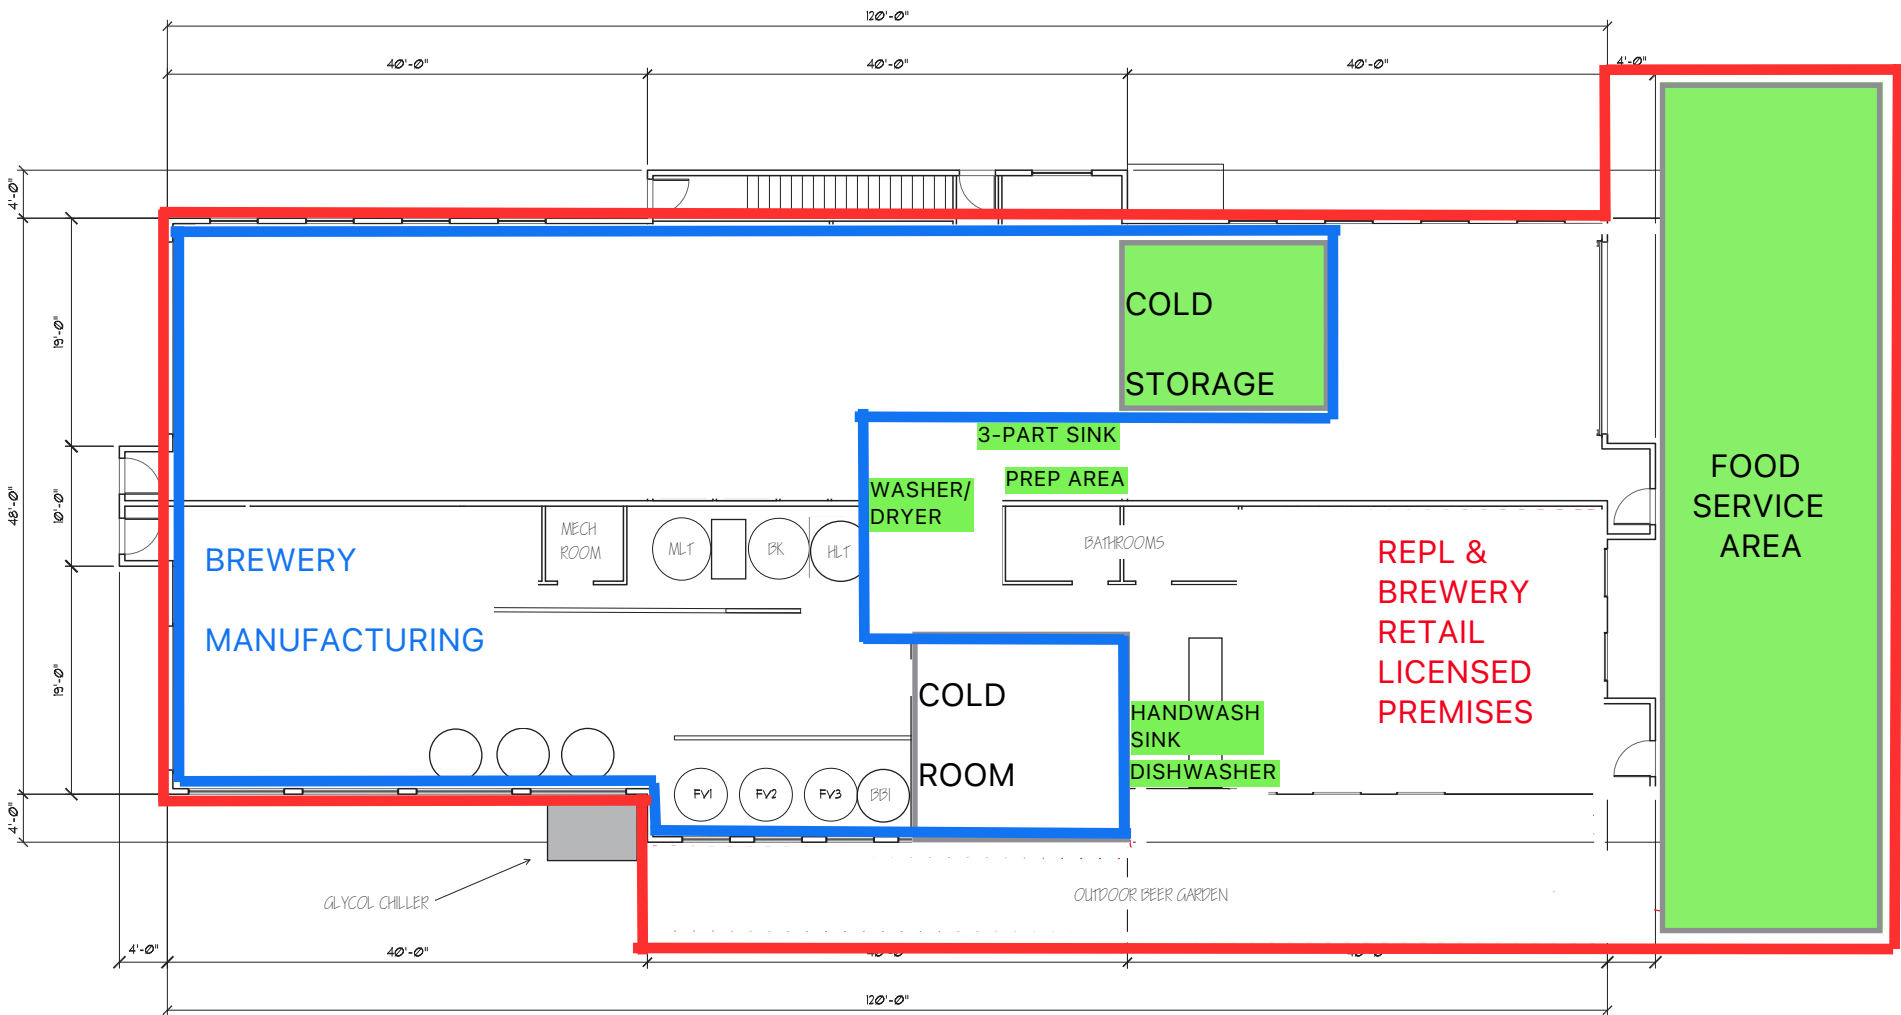 120'-0"
40'-0"
40'-0"
40'-0"
4'-0"
4'-0"
19'-0"
48'-0"
10'-0"
19'-0"
4'-0"
COLD
STORAGE
3-PART SINK
PREP AREA
WASHER/
DRYER
FOOD
SERVICE
AREA
MECH
ROOM
MLT
BK
HLT
BATHROOMS
BREWERY
MANUFACTURING
REPL &
BREWERY
RETAIL
LICENSED
PREMISES
COLD
ROOM
HANDWASH
SINK
DISHWASHER
FV1
FV2
FV3
BB1
GLYCOL CHILLER
OUTDOOR BEER GARDEN
4'-0"
40'-0"
120'-0"